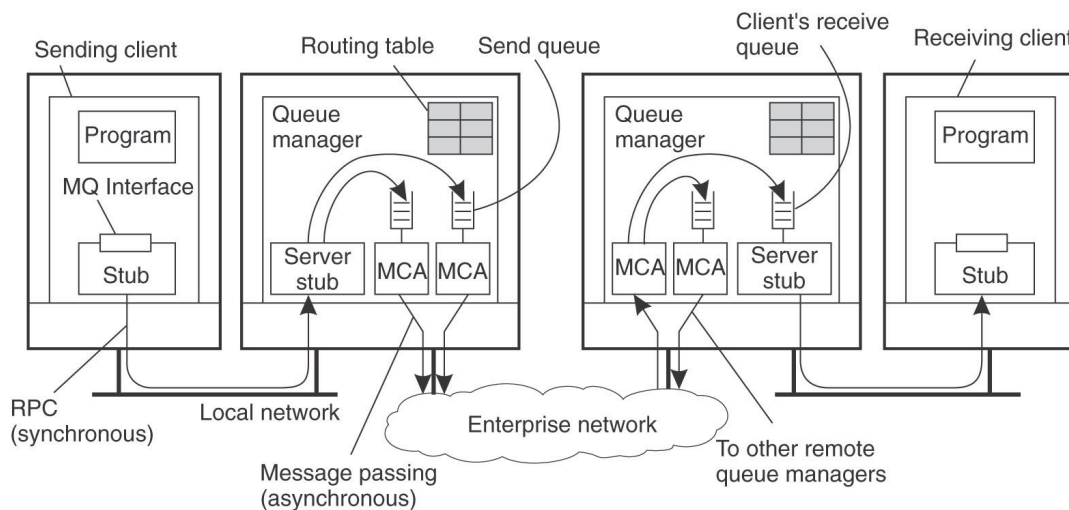 Sending client
Routing table
Send queue
Client's receive
queue
Receiving client
Program
MQ Interface
Stub
Queue
manager
Server
stub
MCA
MCA
Queue
manager
MCA
MCA
Server
stub
Program
Stub
RPC
(synchronous)
Local network
Message passing
(asynchronous)
Enterprise network
To other remote
queue managers